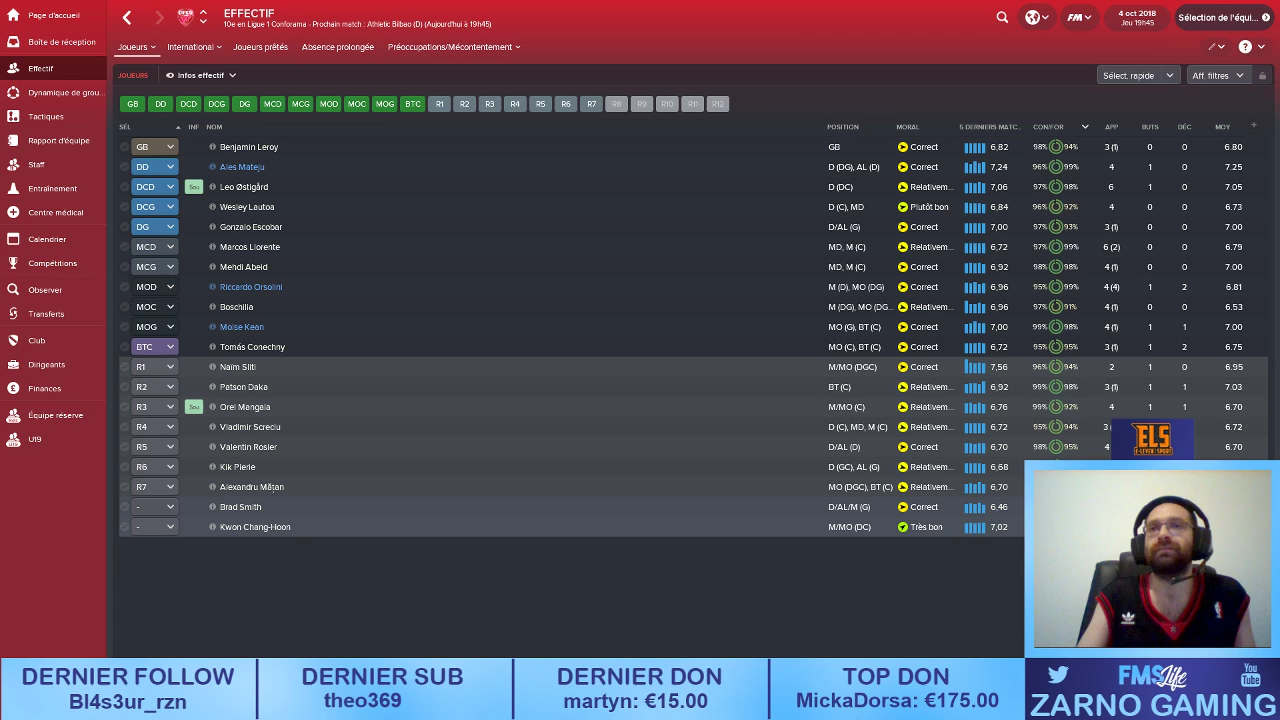 Page d'accueil
Boîte de réception
Effectif
Dynamique de grou...
Tactiques
Rapport d'équipe
Staff
Entraînement
Centre médical
Calendrier
Compétitions
Observer
Transferts
Club
Dirigeants
Finances
Équipe réserve
U19
EFFECTIF
10e en Ligue 1 Conforama - Prochain match : Athletic Bilbao (D) (Aujourd'hui à 19h45)
FM
4 oct 2018
Jeu 19h45
Sélection de l'équi...
Joueurs International Joueurs prêtés Absence prolongée Préoccupations/Mécontentement
JOUEURS Infos effectif Sélect. rapide Aff. filtres
GB DD DCD DCG DG MCD MCG MOD MOC MOG BTC R1 R2 R3 R4 R5 R6 R7 R8 R9 R10 R11 R12
SÉL INF NOM POSITION MORAL 5 DERNIERS MATC... CON/FOR APP BUTS DÉC MOY
GB Benjamin Leroy GB Correct 6,82 98% 94% 3 (1) 0 0 6.80
DD Ales Mateju D (DG), AL (D) Correct 7,24 96% 99% 4 1 0 7.25
DCD Sou Leo Østigård D (DC) Relativem... 7,06 97% 98% 6 1 0 7.05
DCG Wesley Lautoa D (C), MD Plutôt bon 6,84 96% 92% 4 0 0 6.73
DG Gonzalo Escobar D/AL (G) Correct 7,00 97% 93% 3 (1) 0 0 7.00
MCD Marcos Llorente MD, M (C) Relativem... 6,72 97% 99% 6 (2) 0 0 6.79
MCG Mehdi Abeid MD, M (C) Correct 6,92 98% 98% 4 (1) 0 0 7.00
MOD Riccardo Orsolini M (D), MO (DG) Correct 6,96 95% 99% 4 (4) 1 2 6.81
MOC Boschilia M (DG), MO (DG... Relativem... 6,96 97% 91% 4 (1) 0 0 6.53
MOG Moise Kean MO (G), BT (C) Correct 7,00 99% 98% 4 (1) 1 1 7.00
BTC Tomás Conechny MO (C), BT (C) Correct 6,72 95% 95% 3 (1) 0 2 6.75
R1 Naïm Sliti M/MO (DGC) Correct 7,56 96% 94% 2 1 0 6.95
R2 Patson Daka BT (C) Relativem... 6,92 99% 98% 3 (1) 1 1 7.03
R3 Sou Orel Mangala M/MO (C) Relativem... 6,76 99% 92% 4 1 1 6.70
R4 Vladimir Screciu D (C), MD, M (C) Relativem... 6,72 95% 94% 3 6.72
R5 Valentin Rosier D/AL (D) Correct 6,70 98% 95% 4 6.70
R6 Kik Pierie D (GC), AL (G) Relativem... 6,68
R7 Alexandru Mățan MO (DGC), BT (C) Relativem... 6,70
- Brad Smith D/AL/M (G) Correct 6,46
- Kwon Chang-Hoon M/MO (DC) Très bon 7,02
ELS
E-LEVEN ESPORT
DERNIER FOLLOW
Bl4s3ur_rzn
DERNIER SUB
theo369
DERNIER DON
martyn: €15.00
TOP DON
MickaDorsa: €175.00
FMSLife
You Tube
ZARNO GAMING